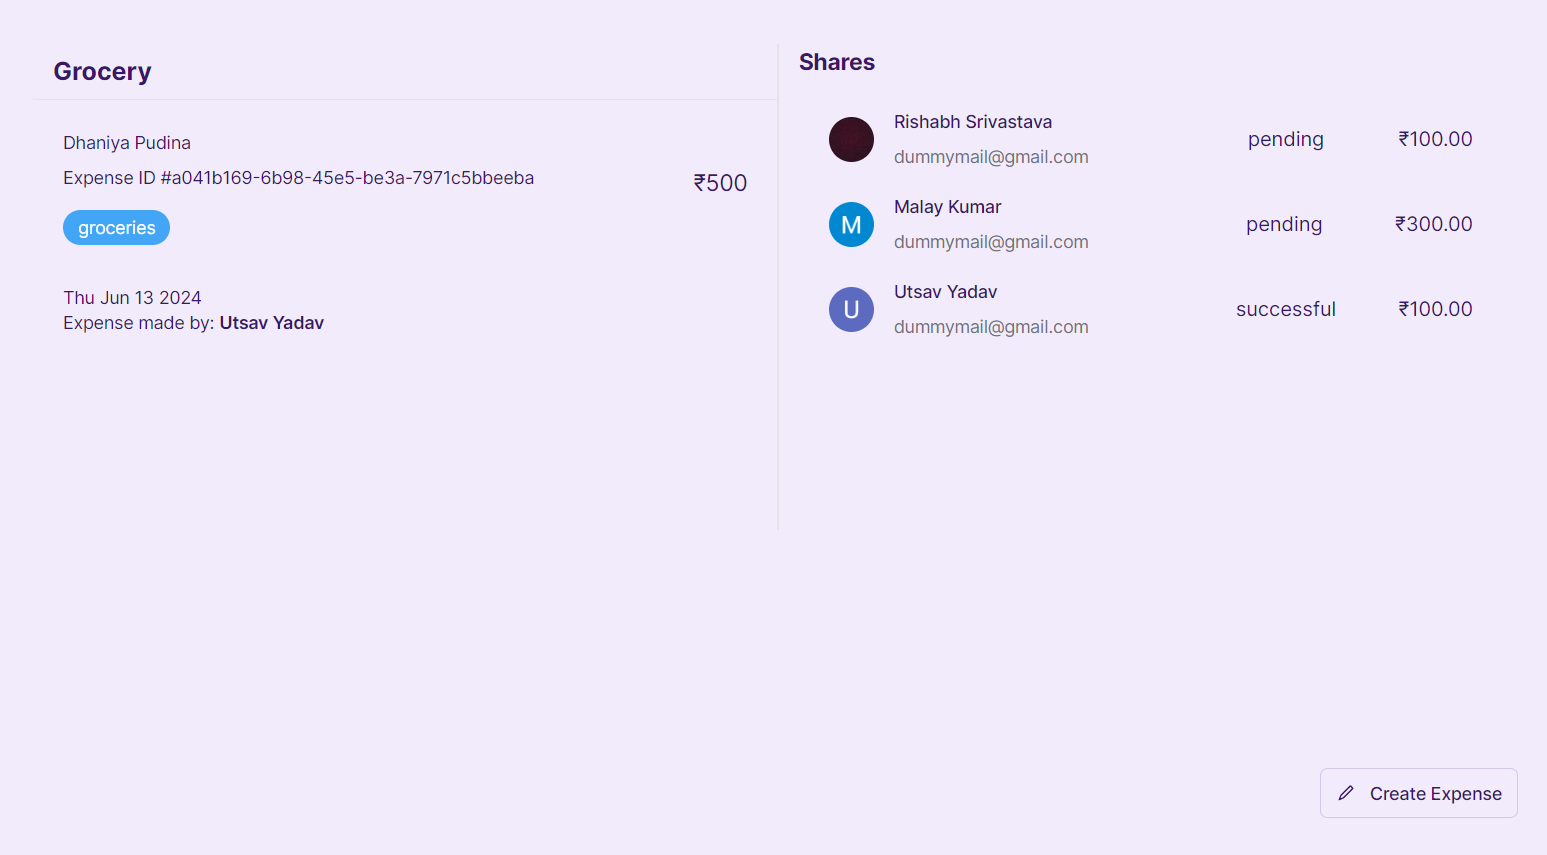 Grocery
Dhaniya Pudina
Expense ID #a041b169-6b98-45e5-be3a-7971c5bbeeba
₹500
groceries
Thu Jun 13 2024
Expense made by: Utsav Yadav
Shares
Rishabh Srivastava
dummymail@gmail.com
pending ₹100.00
M
Malay Kumar
dummymail@gmail.com
pending ₹300.00
U
Utsav Yadav
dummymail@gmail.com
successful ₹100.00
Create Expense